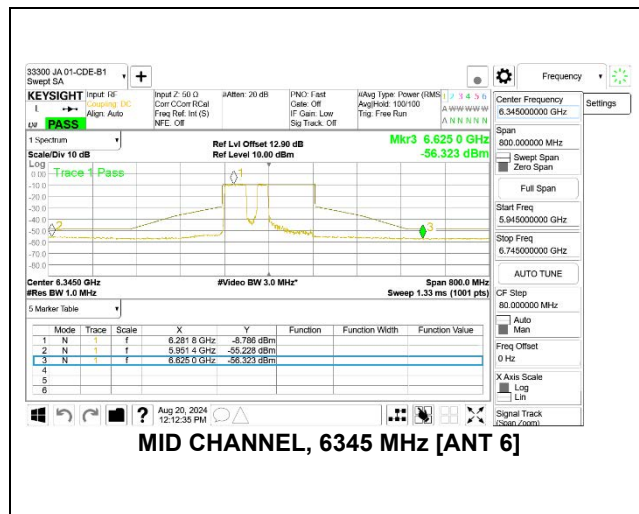 33300 JA 01-CDE-B1
Swept SA
Frequency
KEYSIGHT
L
PASS
Input: RF
Coupling: DC
Align: Auto
Input Z: 50 Ω
Corr CCorr RCal
Freq Ref: Int (S)
NFE: Off
#Atten: 20 dB
PNO: Fast
Gate: Off
IF Gain: Low
Sig Track: Off
#Avg Type: Power (RMS
Avg|Hold: 100/100
Trig: Free Run
1 2 3 4 5 6
A W W W W W
A N N N N N
1 Spectrum
Scale/Div 10 dB
Ref Lvl Offset 12.90 dB
Ref Level 10.00 dBm
Mkr3 6.625 0 GHz
-56.323 dBm
Log
Trace 1 Pass
0.00
-10.0
-20.0
-30.0
-40.0
-50.0
-60.0
-70.0
-80.0
1
2
3
Center 6.3450 GHz
#Res BW 1.0 MHz
#Video BW 3.0 MHz*
Span 800.0 MHz
Sweep 1.33 ms (1001 pts)
5 Marker Table
Mode Trace Scale X Y Function Function Width Function Value
1 N 1 f 6.281 8 GHz -8.786 dBm
2 N 1 f 5.951 4 GHz -55.228 dBm
3 N 1 f 6.625 0 GHz -56.323 dBm
4
5
6
Aug 20, 2024
12:12:35 PM
Center Frequency
6.345000000 GHz
Settings
Span
800.000000 MHz
Swept Span
Zero Span
Full Span
Start Freq
5.945000000 GHz
Stop Freq
6.745000000 GHz
AUTO TUNE
CF Step
80.000000 MHz
Auto
Man
Freq Offset
0 Hz
X Axis Scale
Log
Lin
Signal Track
(Span Zoom)
MID CHANNEL, 6345 MHz [ANT 6]